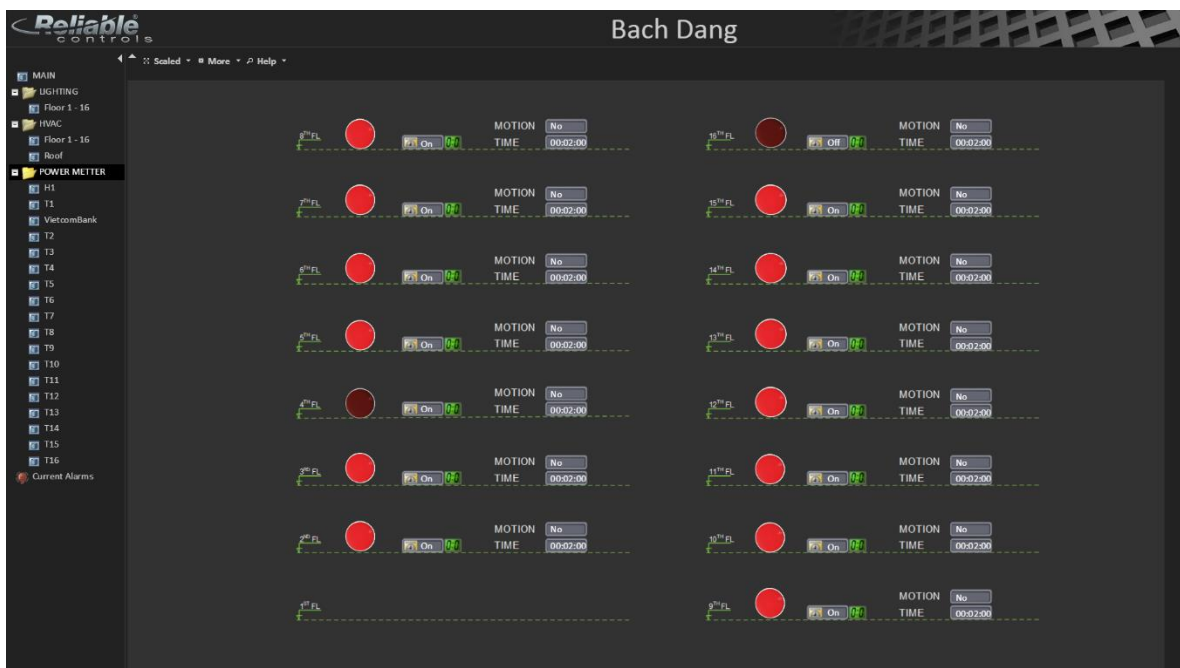 Reliable
controls
Bach Dang
Scaled More Help
MAIN
LIGHTING
Floor 1 - 16
HVAC
Floor 1 - 16
Roof
POWER METTER
H1
T1
VietcomBank
T2
T3
T4
T5
T6
T7
T8
T9
T10
T11
T12
T13
T14
T15
T16
Current Alarms
8TH FL On MOTION No
TIME 00:02:00
7TH FL On MOTION No
TIME 00:02:00
6TH FL On MOTION No
TIME 00:02:00
5TH FL On MOTION No
TIME 00:02:00
4TH FL On MOTION No
TIME 00:02:00
3RD FL On MOTION No
TIME 00:02:00
2ND FL On MOTION No
TIME 00:02:00
1ST FL
16TH FL Off MOTION No
TIME 00:02:00
15TH FL On MOTION No
TIME 00:02:00
14TH FL On MOTION No
TIME 00:02:00
13TH FL On MOTION No
TIME 00:02:00
12TH FL On MOTION No
TIME 00:02:00
11TH FL On MOTION No
TIME 00:02:00
10TH FL On MOTION No
TIME 00:02:00
9TH FL On MOTION No
TIME 00:02:00